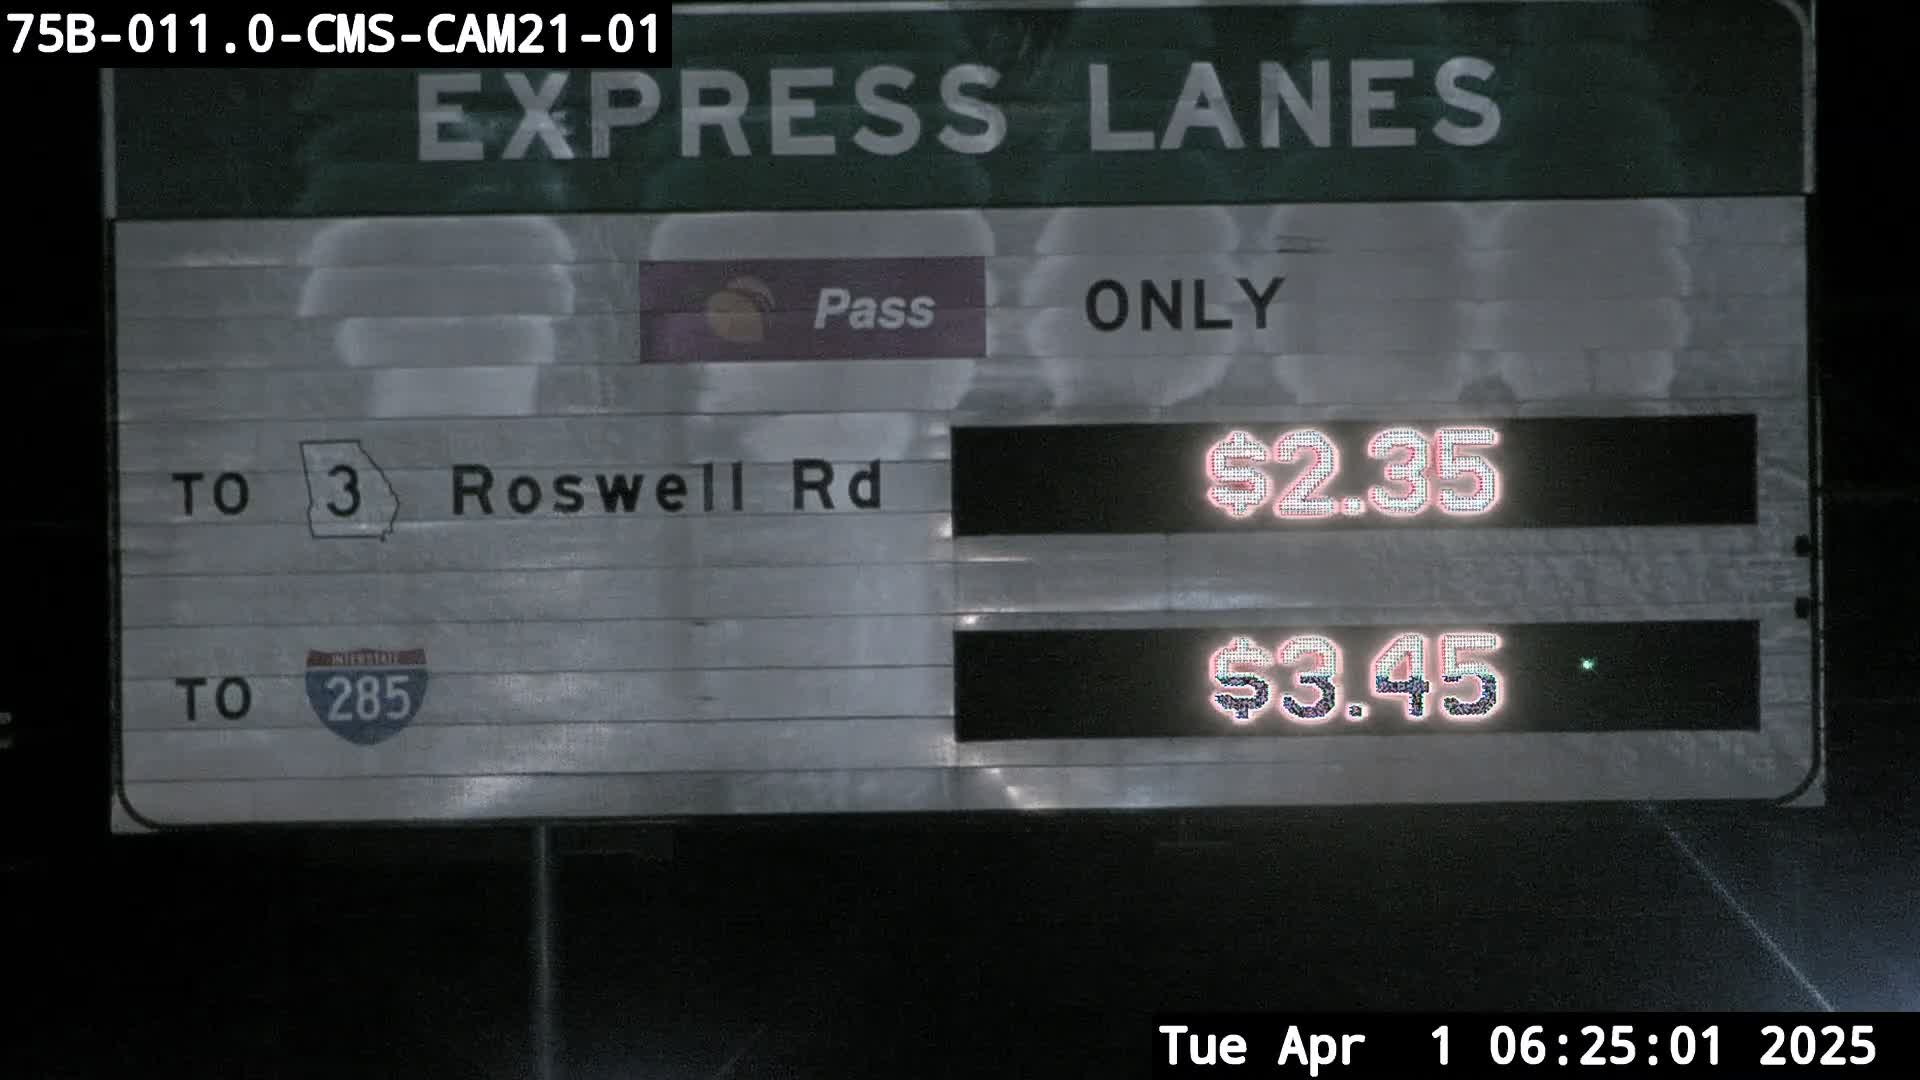 75B-011.0-CMS-CAM21-01
EXPRESS LANES
Pass ONLY
TO 3 Roswell Rd $2.35
INTERSTATE
TO 285 $3.45
Tue Apr 1 06:25:01 2025